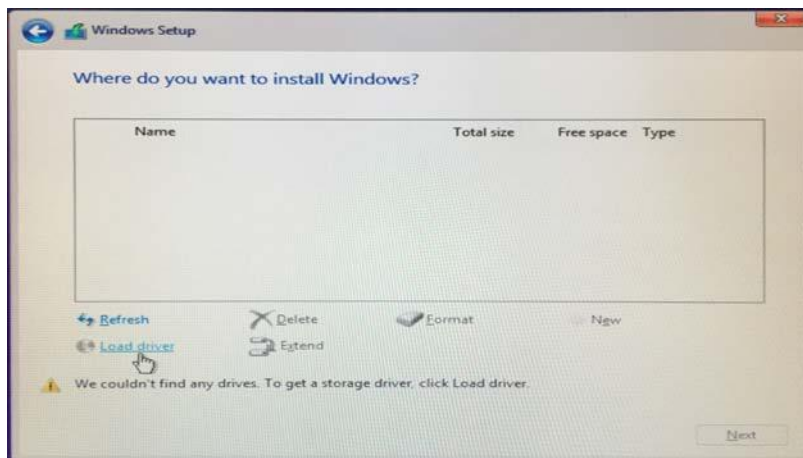 Windows Setup
Where do you want to install Windows?
Name Total size Free space Type
Refresh Delete Format New
Load driver Extend
We couldn't find any drives. To get a storage driver, click Load driver.
Next